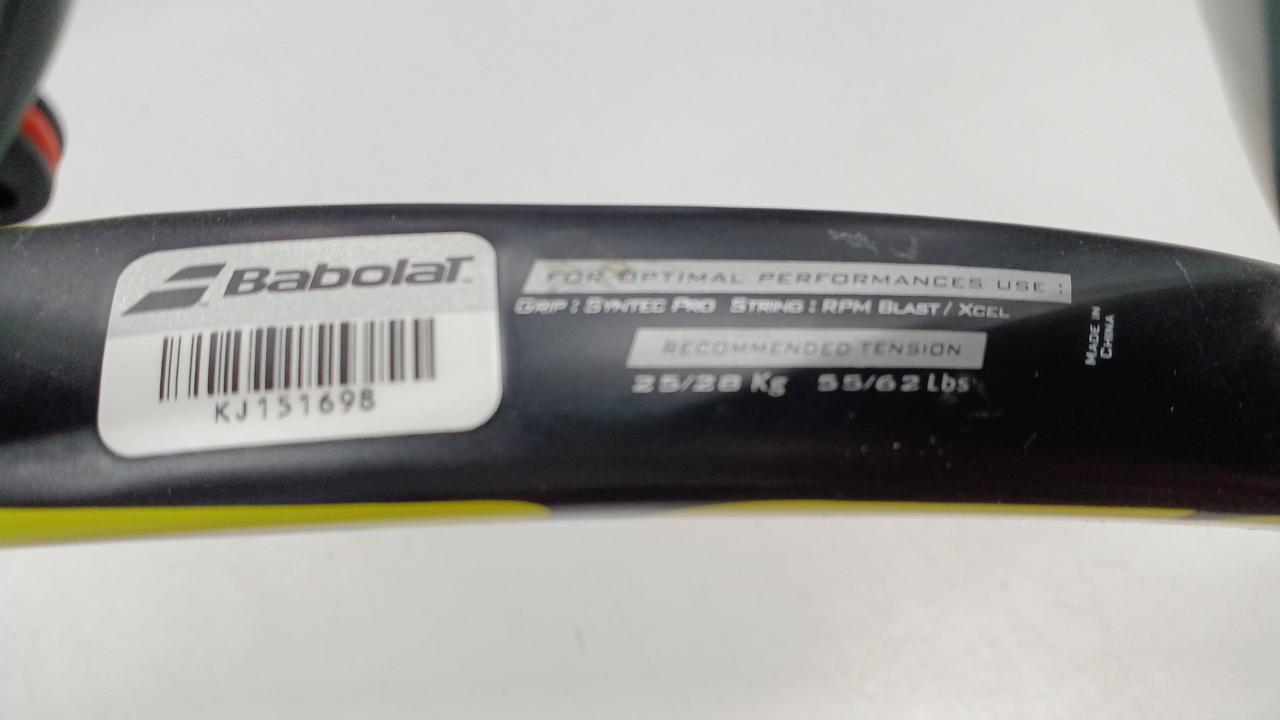 Babolat
KJ151698
FOR OPTIMAL PERFORMANCES USE :
GRIP : SYNTEC PRO STRING : RPM BLAST / XCEL
RECOMMENDED TENSION
25/28 Kg 55/62 Lbs
MADE IN
CHINA